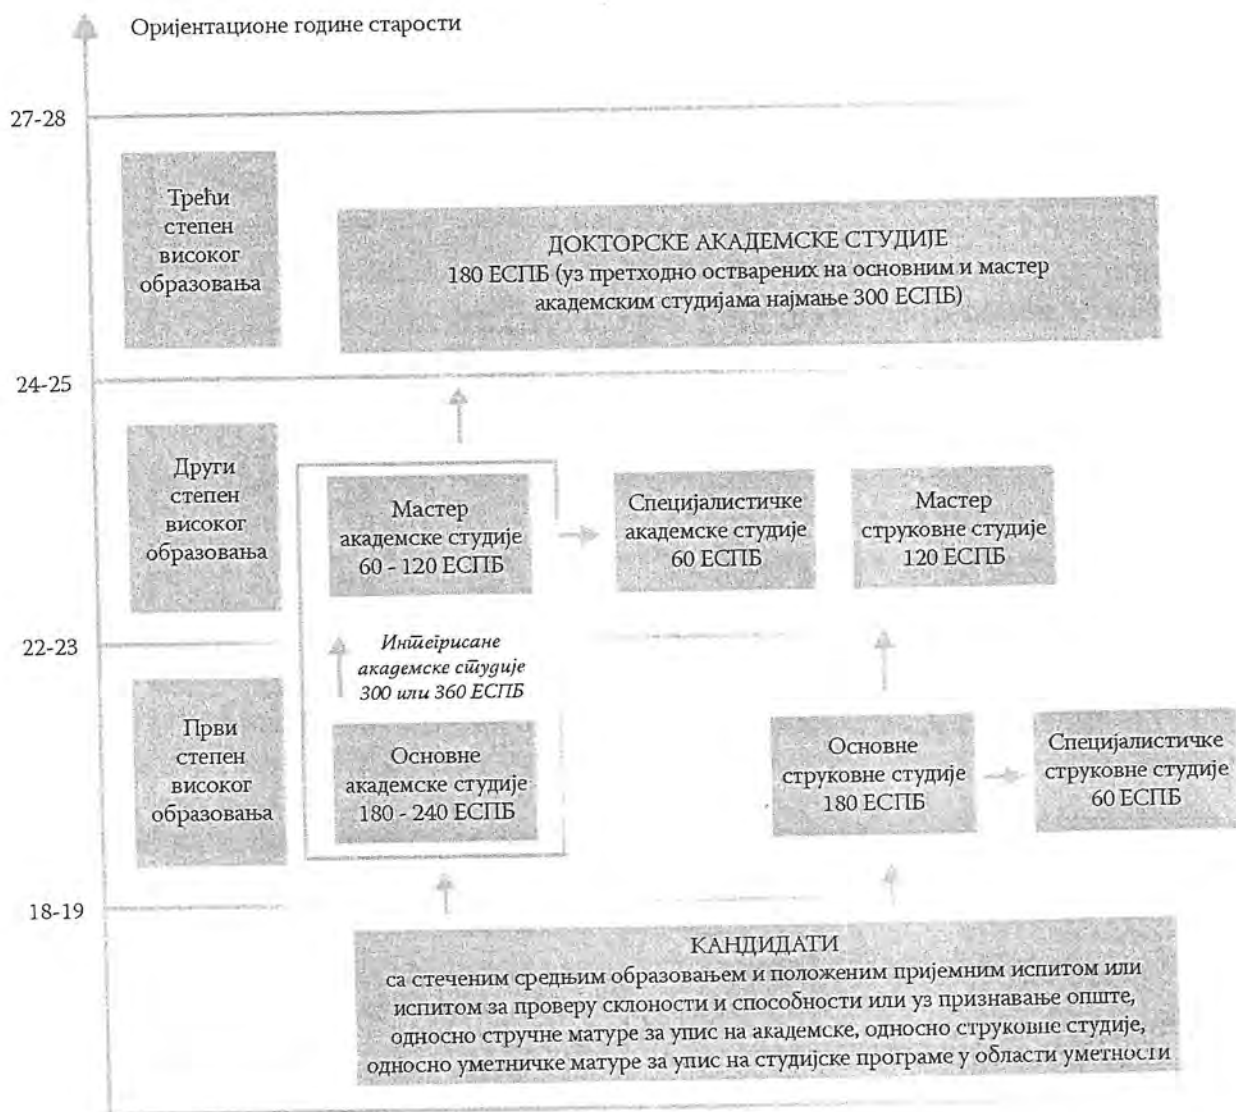 Оријентационе године старости
27-28
Трећи
степен
високог
образовања
ДОКТОРСКЕ АКАДЕМСКЕ СТУДИЈЕ
180 ЕСПБ (уз претходно остварених на основним и мастер
академским студијама најмање 300 ЕСПБ)
24-25
Други
степен
високог
образовања
Мастер
академске студије
60 - 120 ЕСПБ
Специјалистичке
академске студије
60 ЕСПБ
Мастер
струковне студије
120 ЕСПБ
22-23
Интегрисане
академске студије
300 или 360 ЕСПБ
Први
степен
високог
образовања
Основне
академске студије
180 - 240 ЕСПБ
Основне
струковне студије
180 ЕСПБ
Специјалистичке
струковне студије
60 ЕСПБ
18-19
КАНДИДАТИ
са стеченим средњим образовањем и положеним пријемним испитом или
испитом за проверу склоности и способности или уз признавање опште,
односно стручне матуре за упис на академске, односно струковне студије,
односно уметничке матуре за упис на студијске програме у области уметности